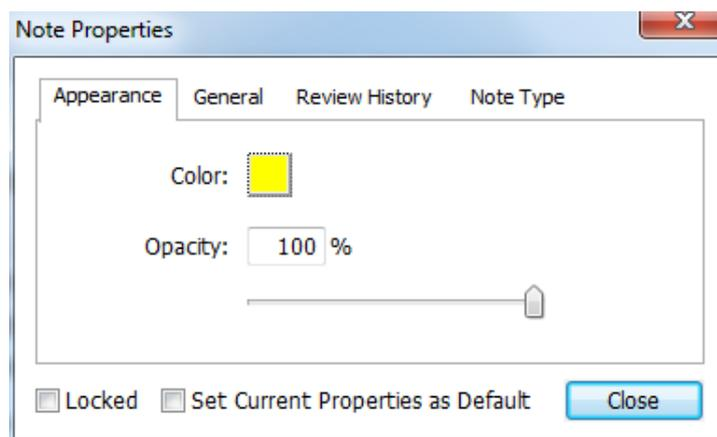 Note Properties
Appearance General Review History Note Type
Color:
Opacity: 100 %
Locked Set Current Properties as Default Close